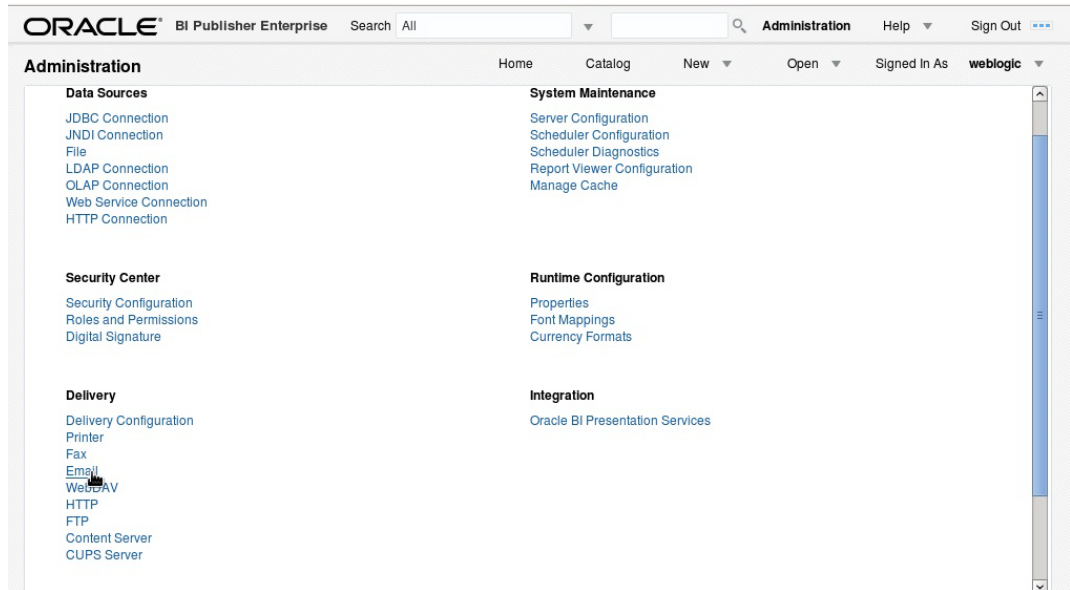 ORACLE BI Publisher Enterprise Search All Administration Help Sign Out
Administration Home Catalog New Open Signed In As weblogic
Data Sources
JDBC Connection
JNDI Connection
File
LDAP Connection
OLAP Connection
Web Service Connection
HTTP Connection
System Maintenance
Server Configuration
Scheduler Configuration
Scheduler Diagnostics
Report Viewer Configuration
Manage Cache
Security Center
Security Configuration
Roles and Permissions
Digital Signature
Runtime Configuration
Properties
Font Mappings
Currency Formats
Delivery
Delivery Configuration
Printer
Fax
Email
WebDAV
HTTP
FTP
Content Server
CUPS Server
Integration
Oracle BI Presentation Services